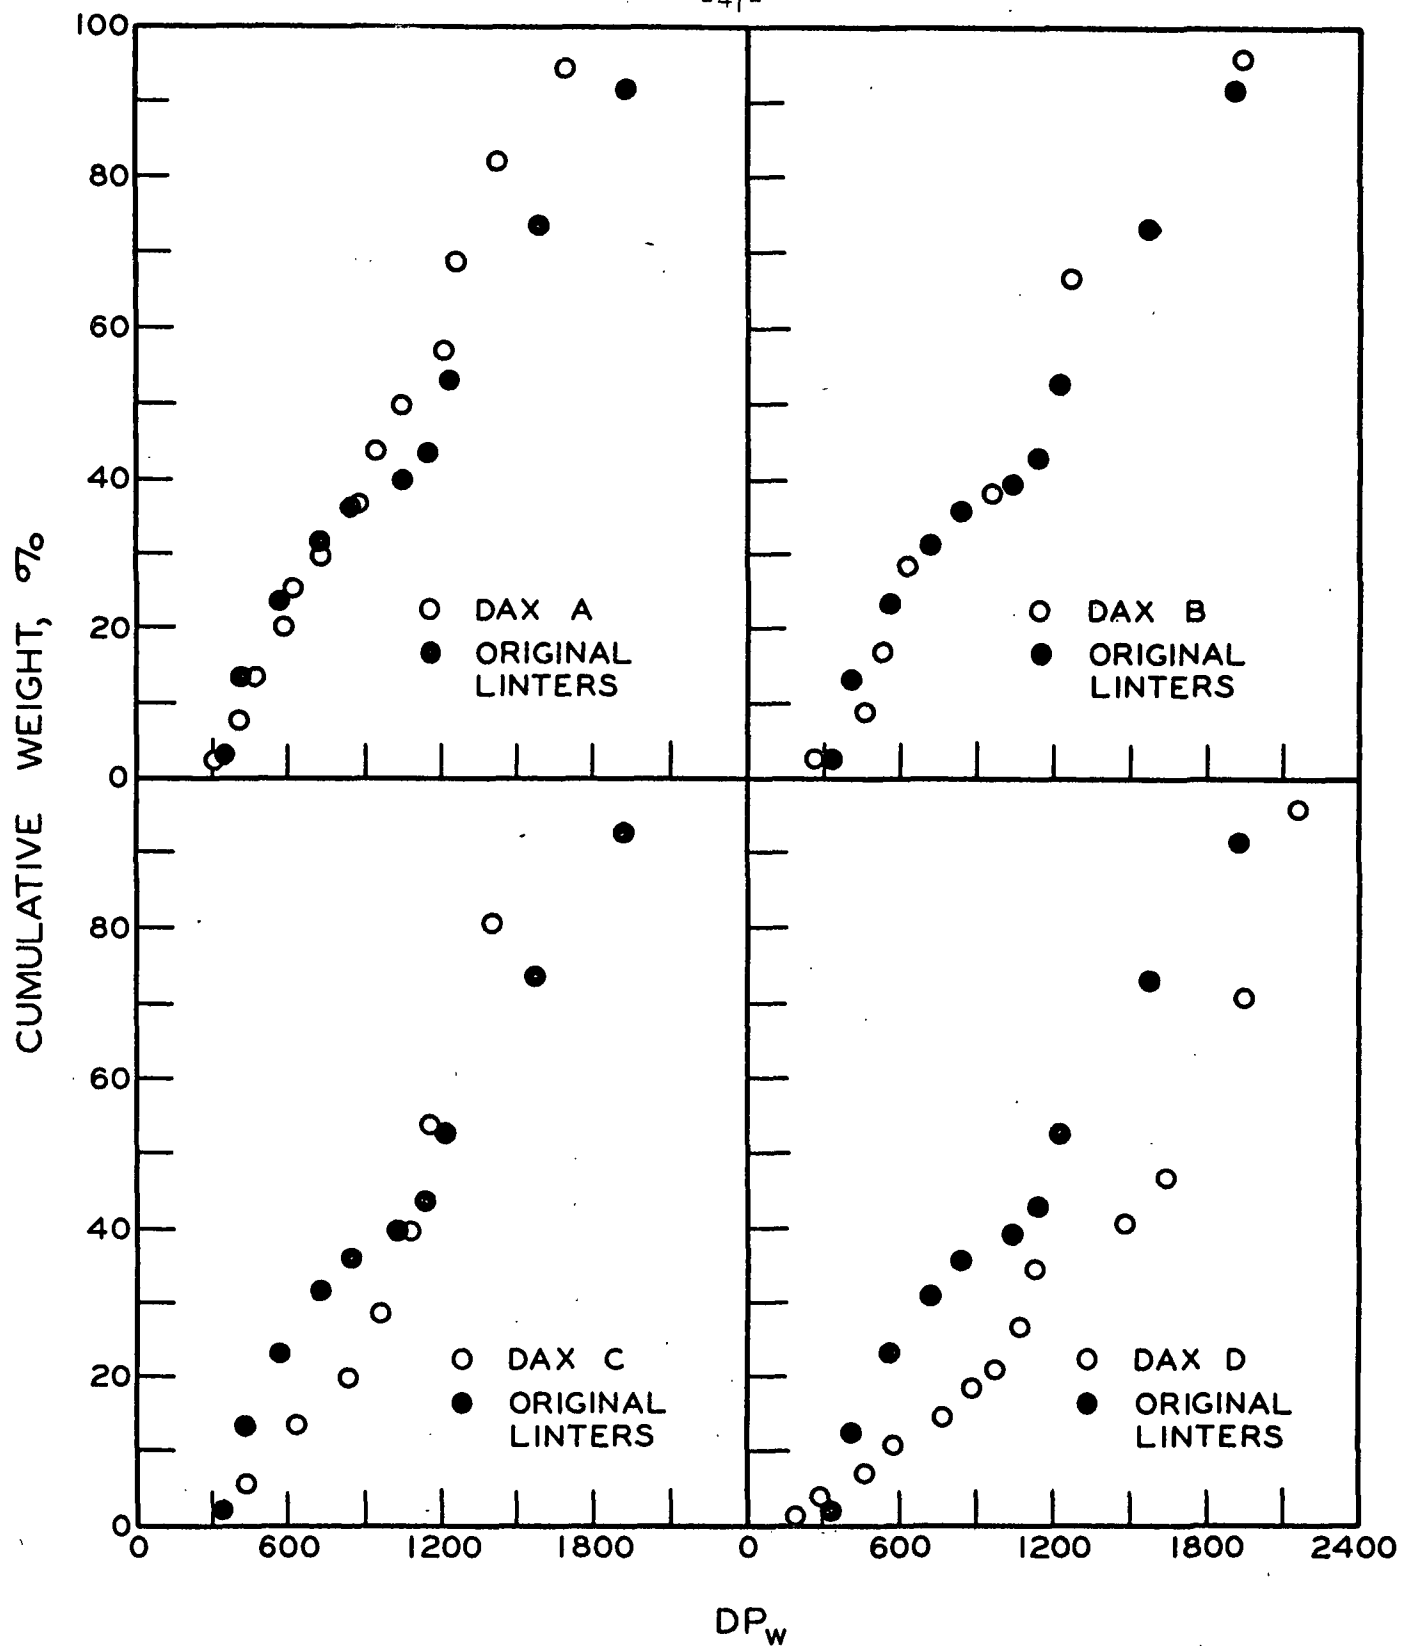 -47-
100
80
60
40
20
0
DAX A
ORIGINAL
LINTERS
DAX B
ORIGINAL
LINTERS
CUMULATIVE WEIGHT, %
80
60
40
20
0
DAX C
ORIGINAL
LINTERS
DAX D
ORIGINAL
LINTERS
0 600 1200 1800 0 600 1200 1800 2400
DPw